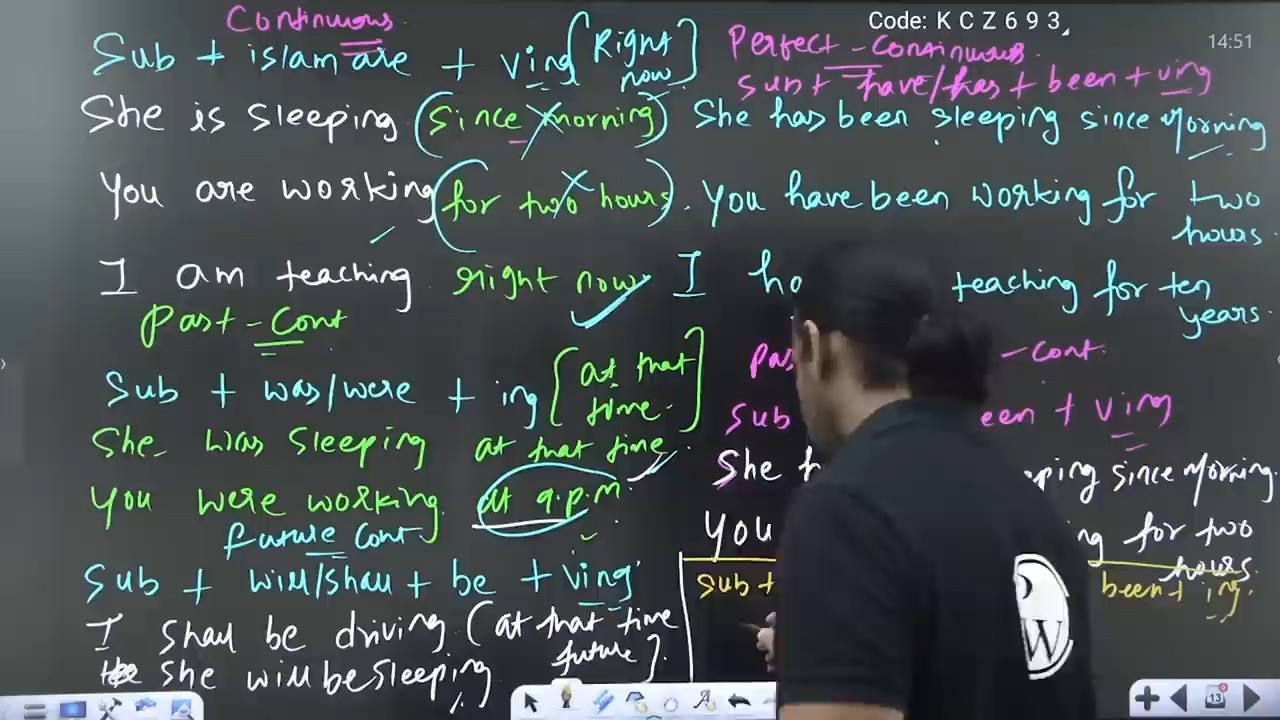 Code: K C Z 6 9 3
14:51
Continuous
Sub + is/am/are + ving [Right now]
She is sleeping (since morning)
You are working (for two hours).
I am teaching right now
Past - Cont
Sub + was/were + ing [at that time.]
She was sleeping at that time
You were working at 9.p.m.
future Cont
Sub + will/shall + be + ving
I shall be driving (at that time future].
She will be sleeping
Perfect - Continuous.
Sub + have/has + been + ving
She has been sleeping since Morning
You have been working for two hours.
I teaching for ten years.
- cont.
Sub + ving
She since Morning
You for two hours.
Sub + been + ing.
W
13